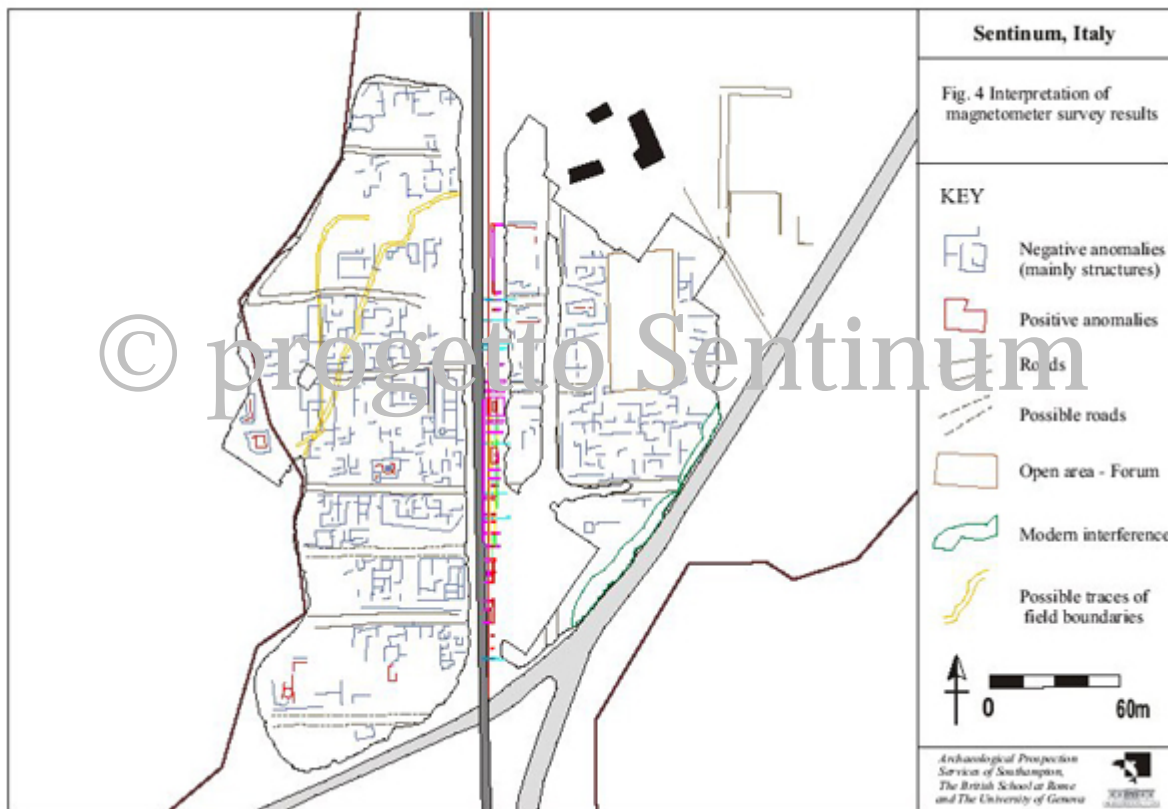 Sentinum, Italy
Fig. 4 Interpretation of
magnetometer survey results
KEY
Negative anomalies
(mainly structures)
Positive anomalies
Roads
Possible roads
Open area - Forum
Modern interference
Possible traces of
field boundaries
0 60m
Archaeological Prospection
Services of Southampton,
The British School at Rome
and The University of Genova
© progetto Sentinum